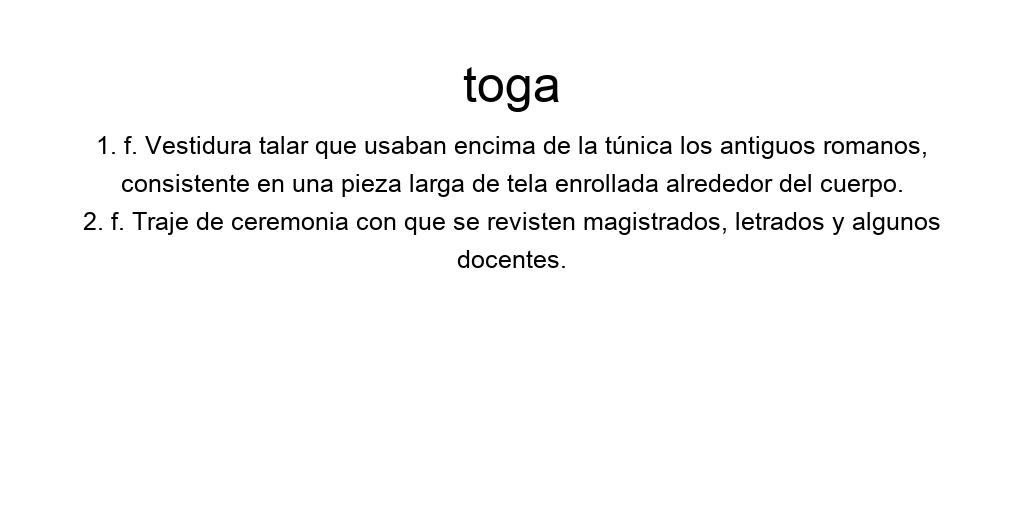 toga
1. f. Vestidura talar que usaban encima de la túnica los antiguos romanos,
consistente en una pieza larga de tela enrollada alrededor del cuerpo.
2. f. Traje de ceremonia con que se revisten magistrados, letrados y algunos
docentes.